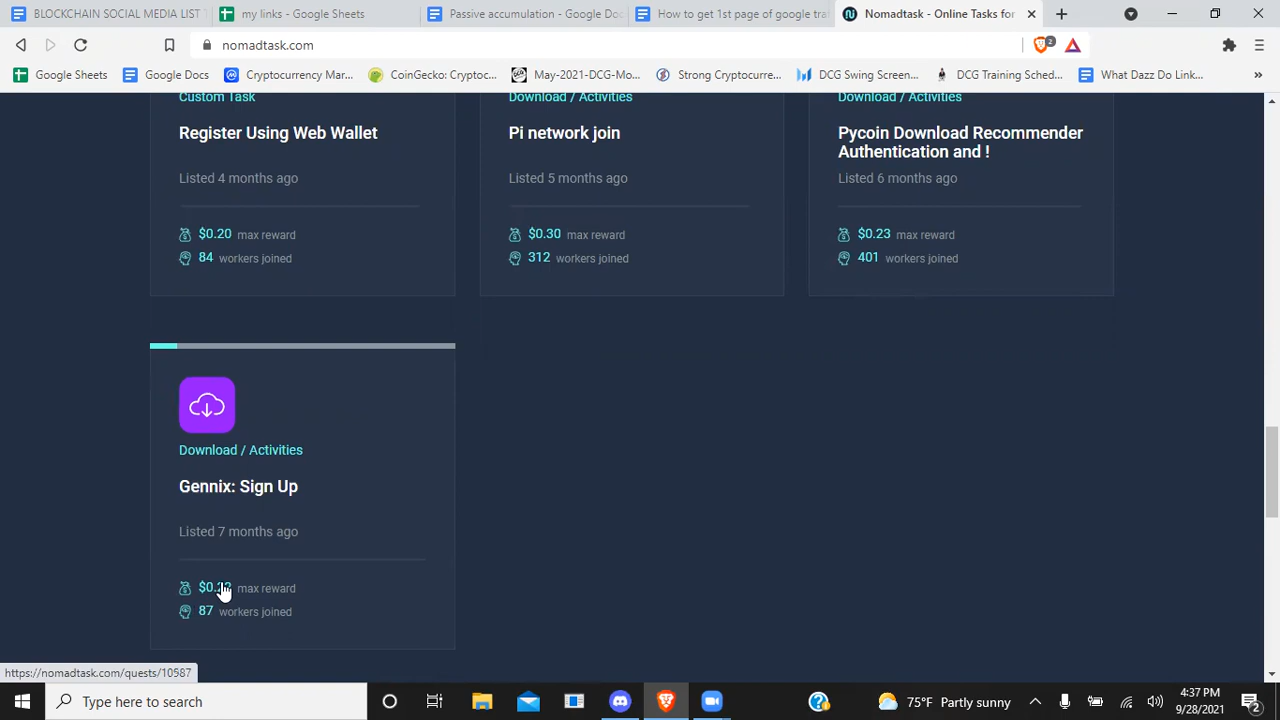 BLOCKCHAIN SOCIAL MEDIA LIST
my links - Google Sheets
Passive accumulation - Google Doc
How to get 1st page of google tra
Nomadtask - Online Tasks for
nomadtask.com
2
Google Sheets
Google Docs
Cryptocurrency Mar...
CoinGecko: Cryptoc...
May-2021-DCG-Mo...
Strong Cryptocurre...
DCG Swing Screen...
DCG Training Sched...
What Dazz Do Link...
Custom Task
Register Using Web Wallet
Listed 4 months ago
$0.20 max reward
84 workers joined
Download / Activities
Pi network join
Listed 5 months ago
$0.30 max reward
312 workers joined
Download / Activities
Pycoin Download Recommender
Authentication and !
Listed 6 months ago
$0.23 max reward
401 workers joined
Download / Activities
Gennix: Sign Up
Listed 7 months ago
max reward
87 workers joined
https://nomadtask.com/quests/10587
Type here to search
75°F Partly sunny
4:37 PM
9/28/2021
2